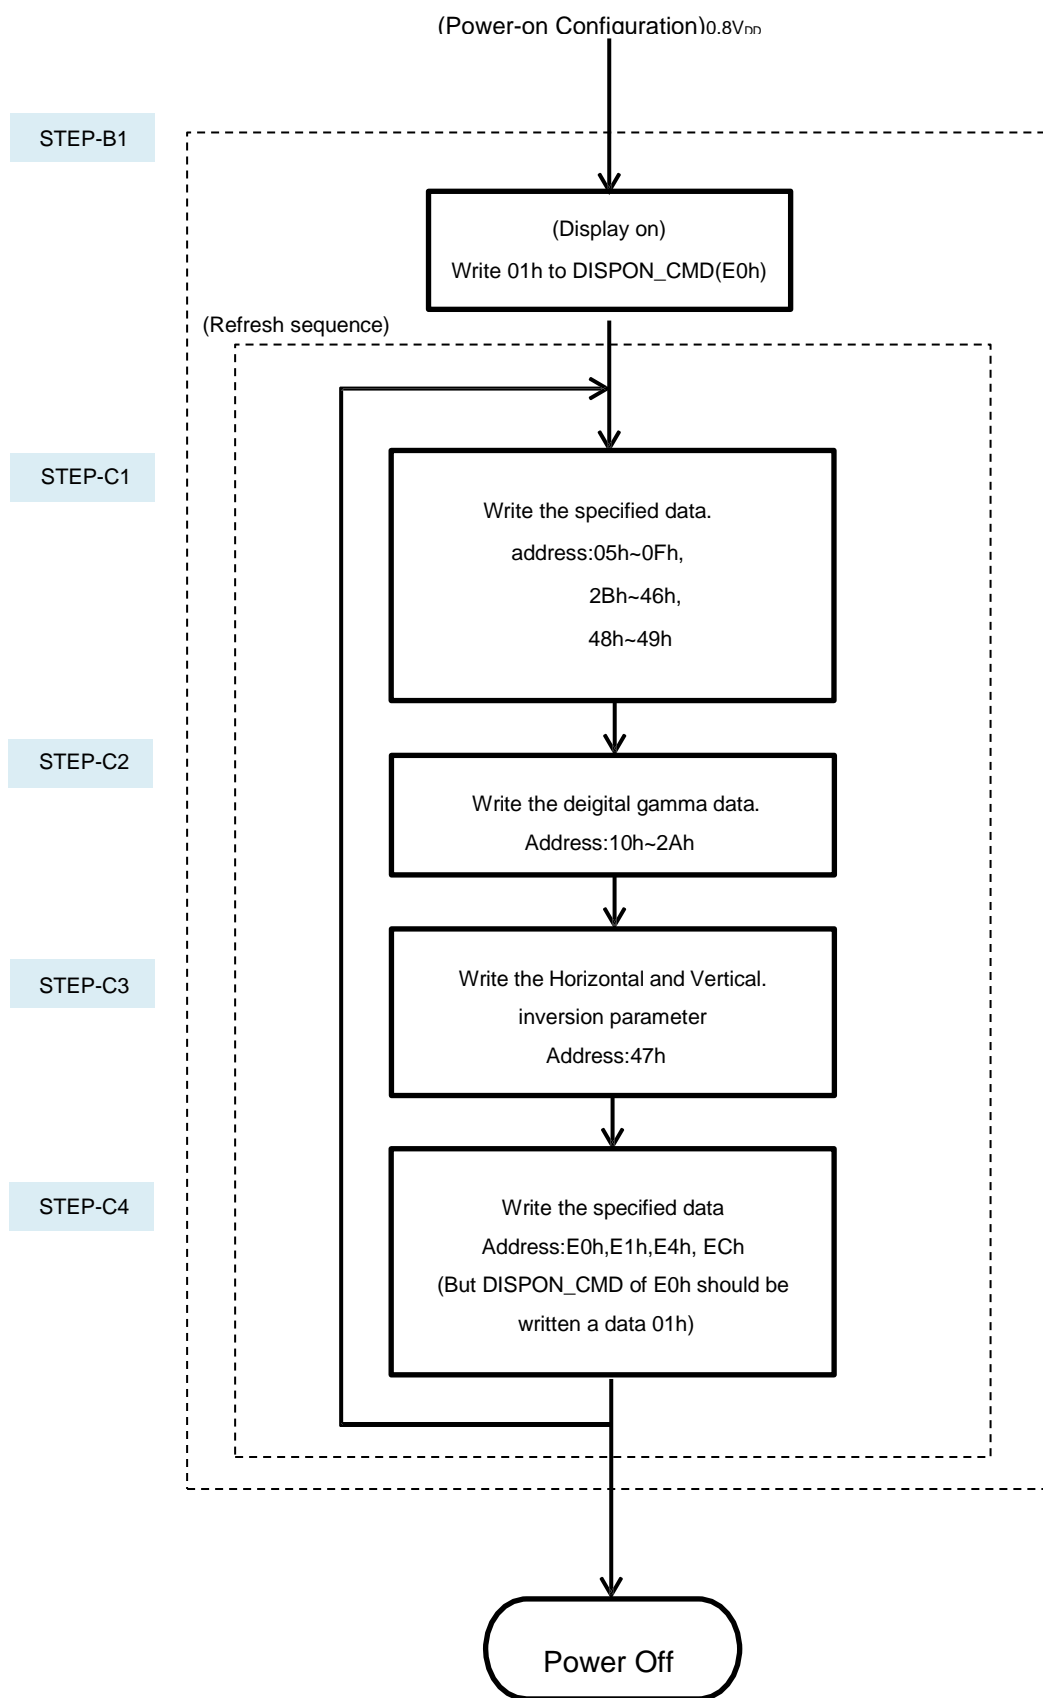 (Power-on Configuration)0.8VDD
STEP-B1
(Display on)
Write 01h to DISPON_CMD(E0h)
(Refresh sequence)
STEP-C1
Write the specified data.
address:05h~0Fh,
2Bh~46h,
48h~49h
STEP-C2
Write the deigital gamma data.
Address:10h~2Ah
STEP-C3
Write the Horizontal and Vertical.
inversion parameter
Address:47h
STEP-C4
Write the specified data
Address:E0h,E1h,E4h, ECh
(But DISPON_CMD of E0h should be
written a data 01h)
Power Off